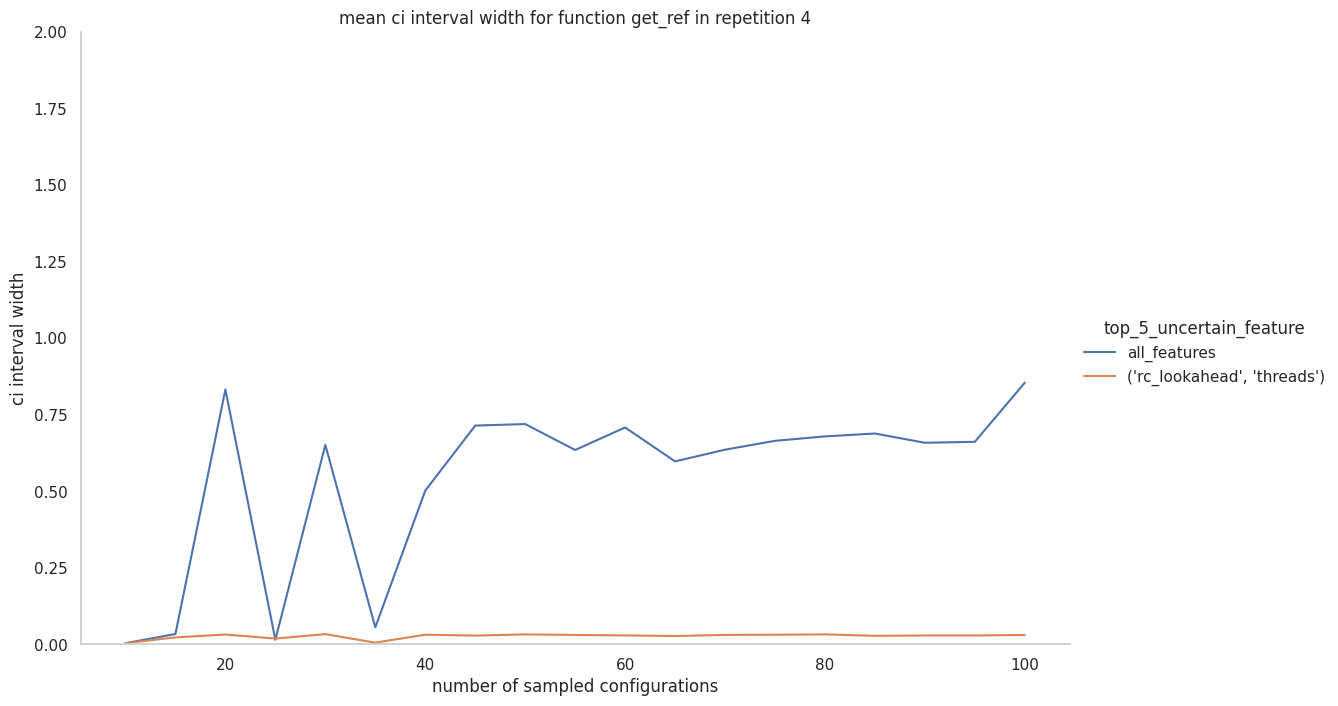 mean ci interval width for function get_ref in repetition 4
2.00
1.75
1.50
1.25
1.00
0.75
0.50
0.25
0.00
ci interval width
20 40 60 80 100
number of sampled configurations
top_5_uncertain_feature
all_features
('rc_lookahead', 'threads')